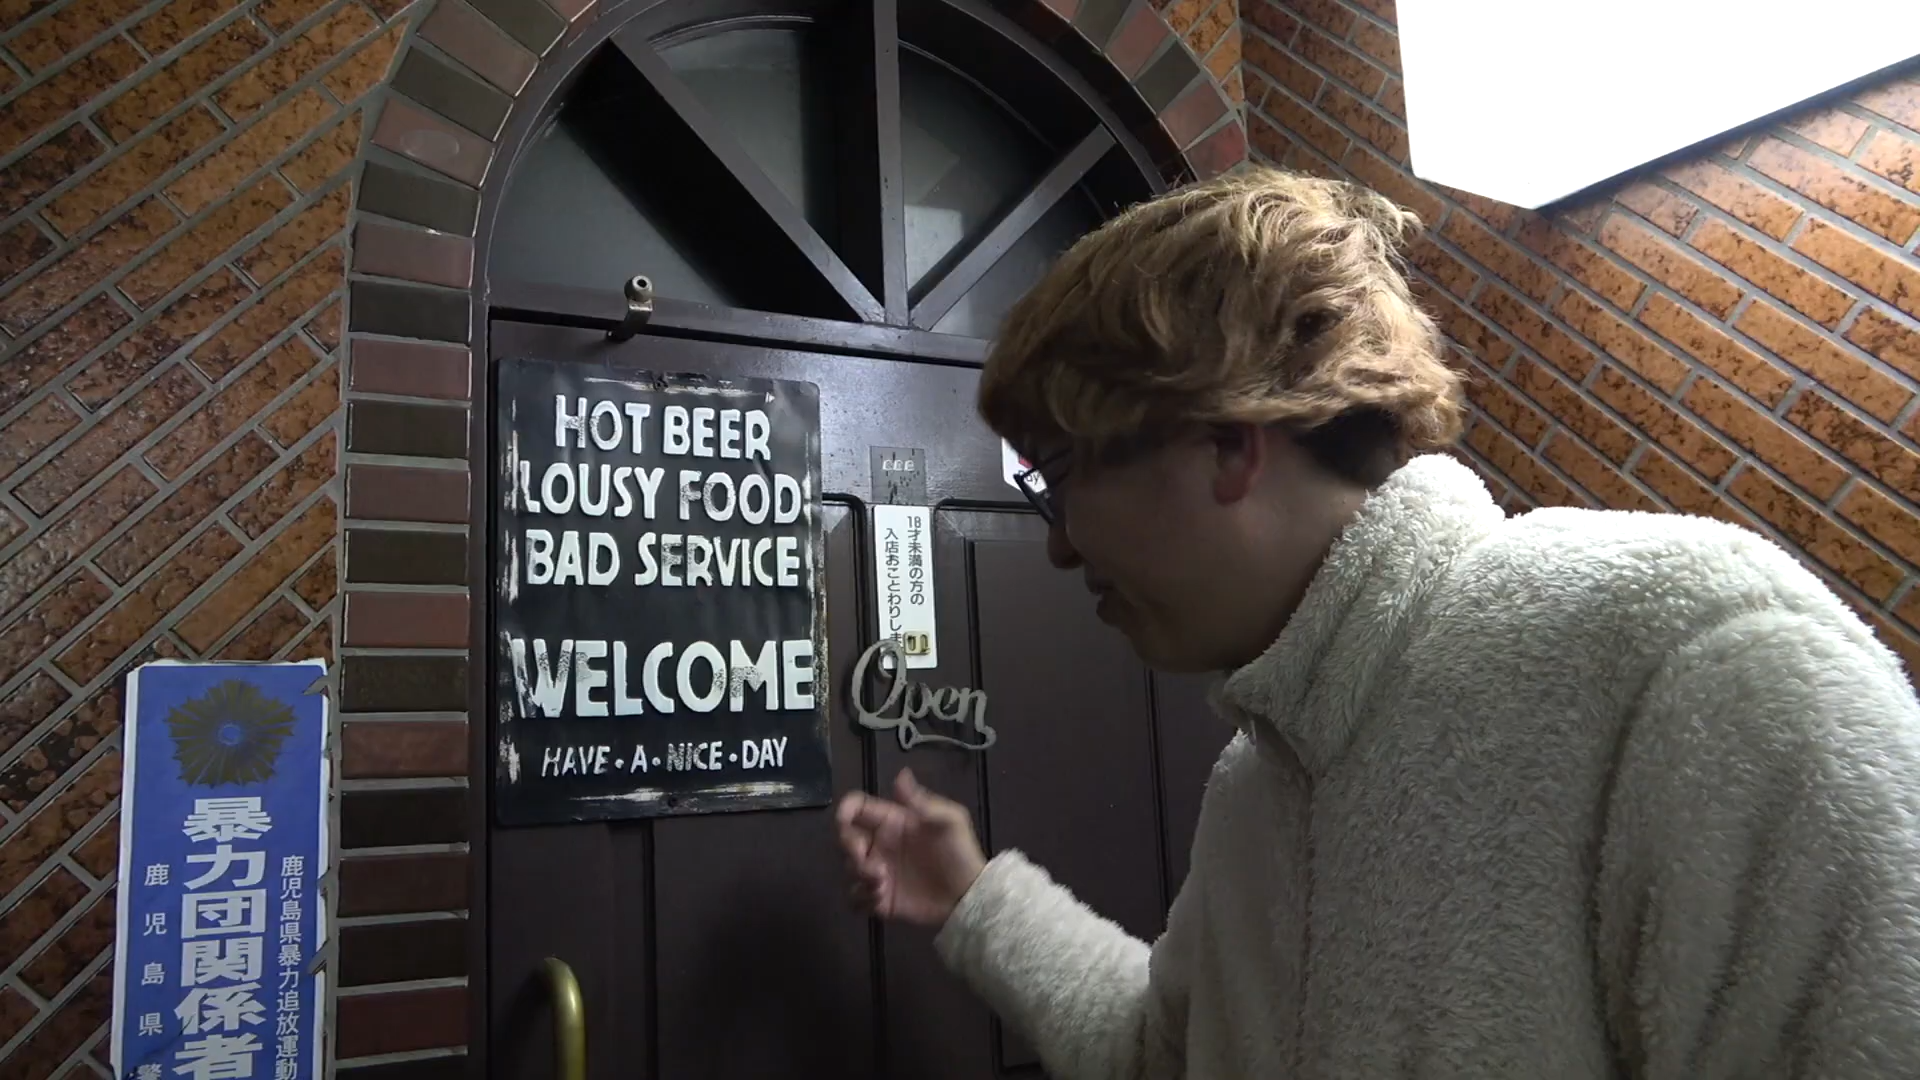 HOT BEER
LOUSY FOOD
BAD SERVICE
WELCOME
HAVE•A•NICE•DAY
18才未満の方の
入店おことわりしま
Open
鹿児島県暴力追放運動
暴力団関係者
鹿児島県警